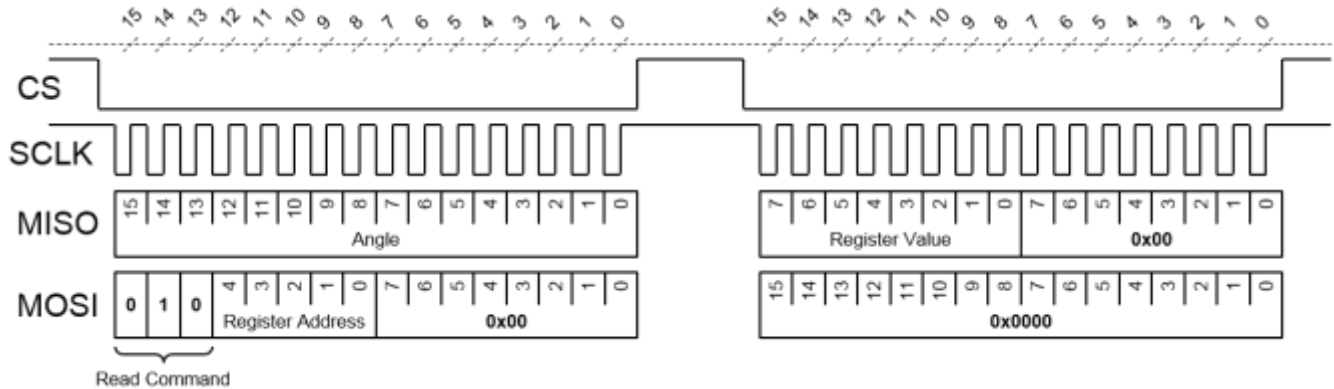 15 14 13 12 11 10 9 8 7 6 5 4 3 2 1 0 15 14 13 12 11 10 9 8 7 6 5 4 3 2 1 0
CS
SCLK
MISO
15 14 13 12 11 10 9 8 7 6 5 4 3 2 1 0 7 6 5 4 3 2 1 0 7 6 5 4 3 2 1 0
Angle Register Value 0x00
MOSI
0 1 0 4 3 2 1 0 7 6 5 4 3 2 1 0 15 14 13 12 11 10 9 8 7 6 5 4 3 2 1 0
Register Address 0x00 0x0000
Read Command